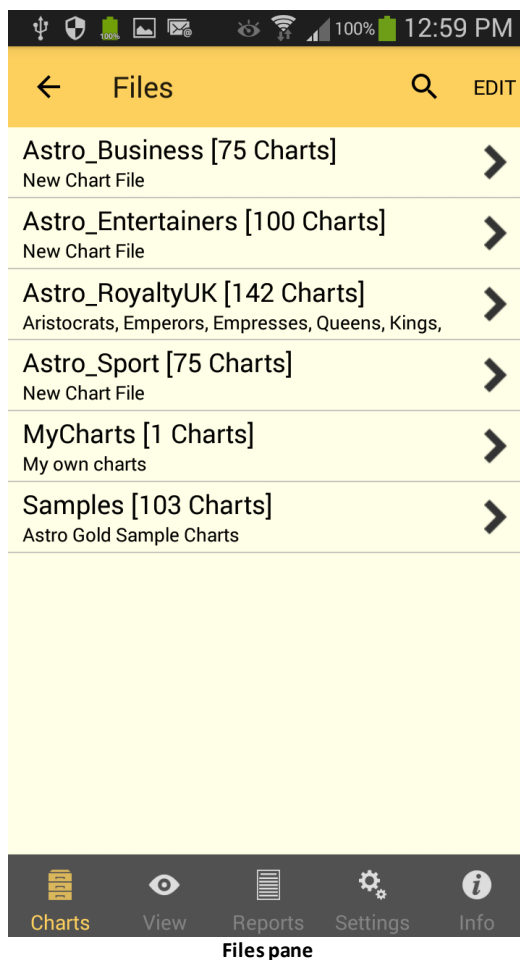 100% 100% 12:59 PM
Files EDIT
Astro_Business [75 Charts]
New Chart File
Astro_Entertainers [100 Charts]
New Chart File
Astro_RoyaltyUK [142 Charts]
Aristocrats, Emperors, Empresses, Queens, Kings,
Astro_Sport [75 Charts]
New Chart File
MyCharts [1 Charts]
My own charts
Samples [103 Charts]
Astro Gold Sample Charts
Charts View Reports Settings Info
Files pane